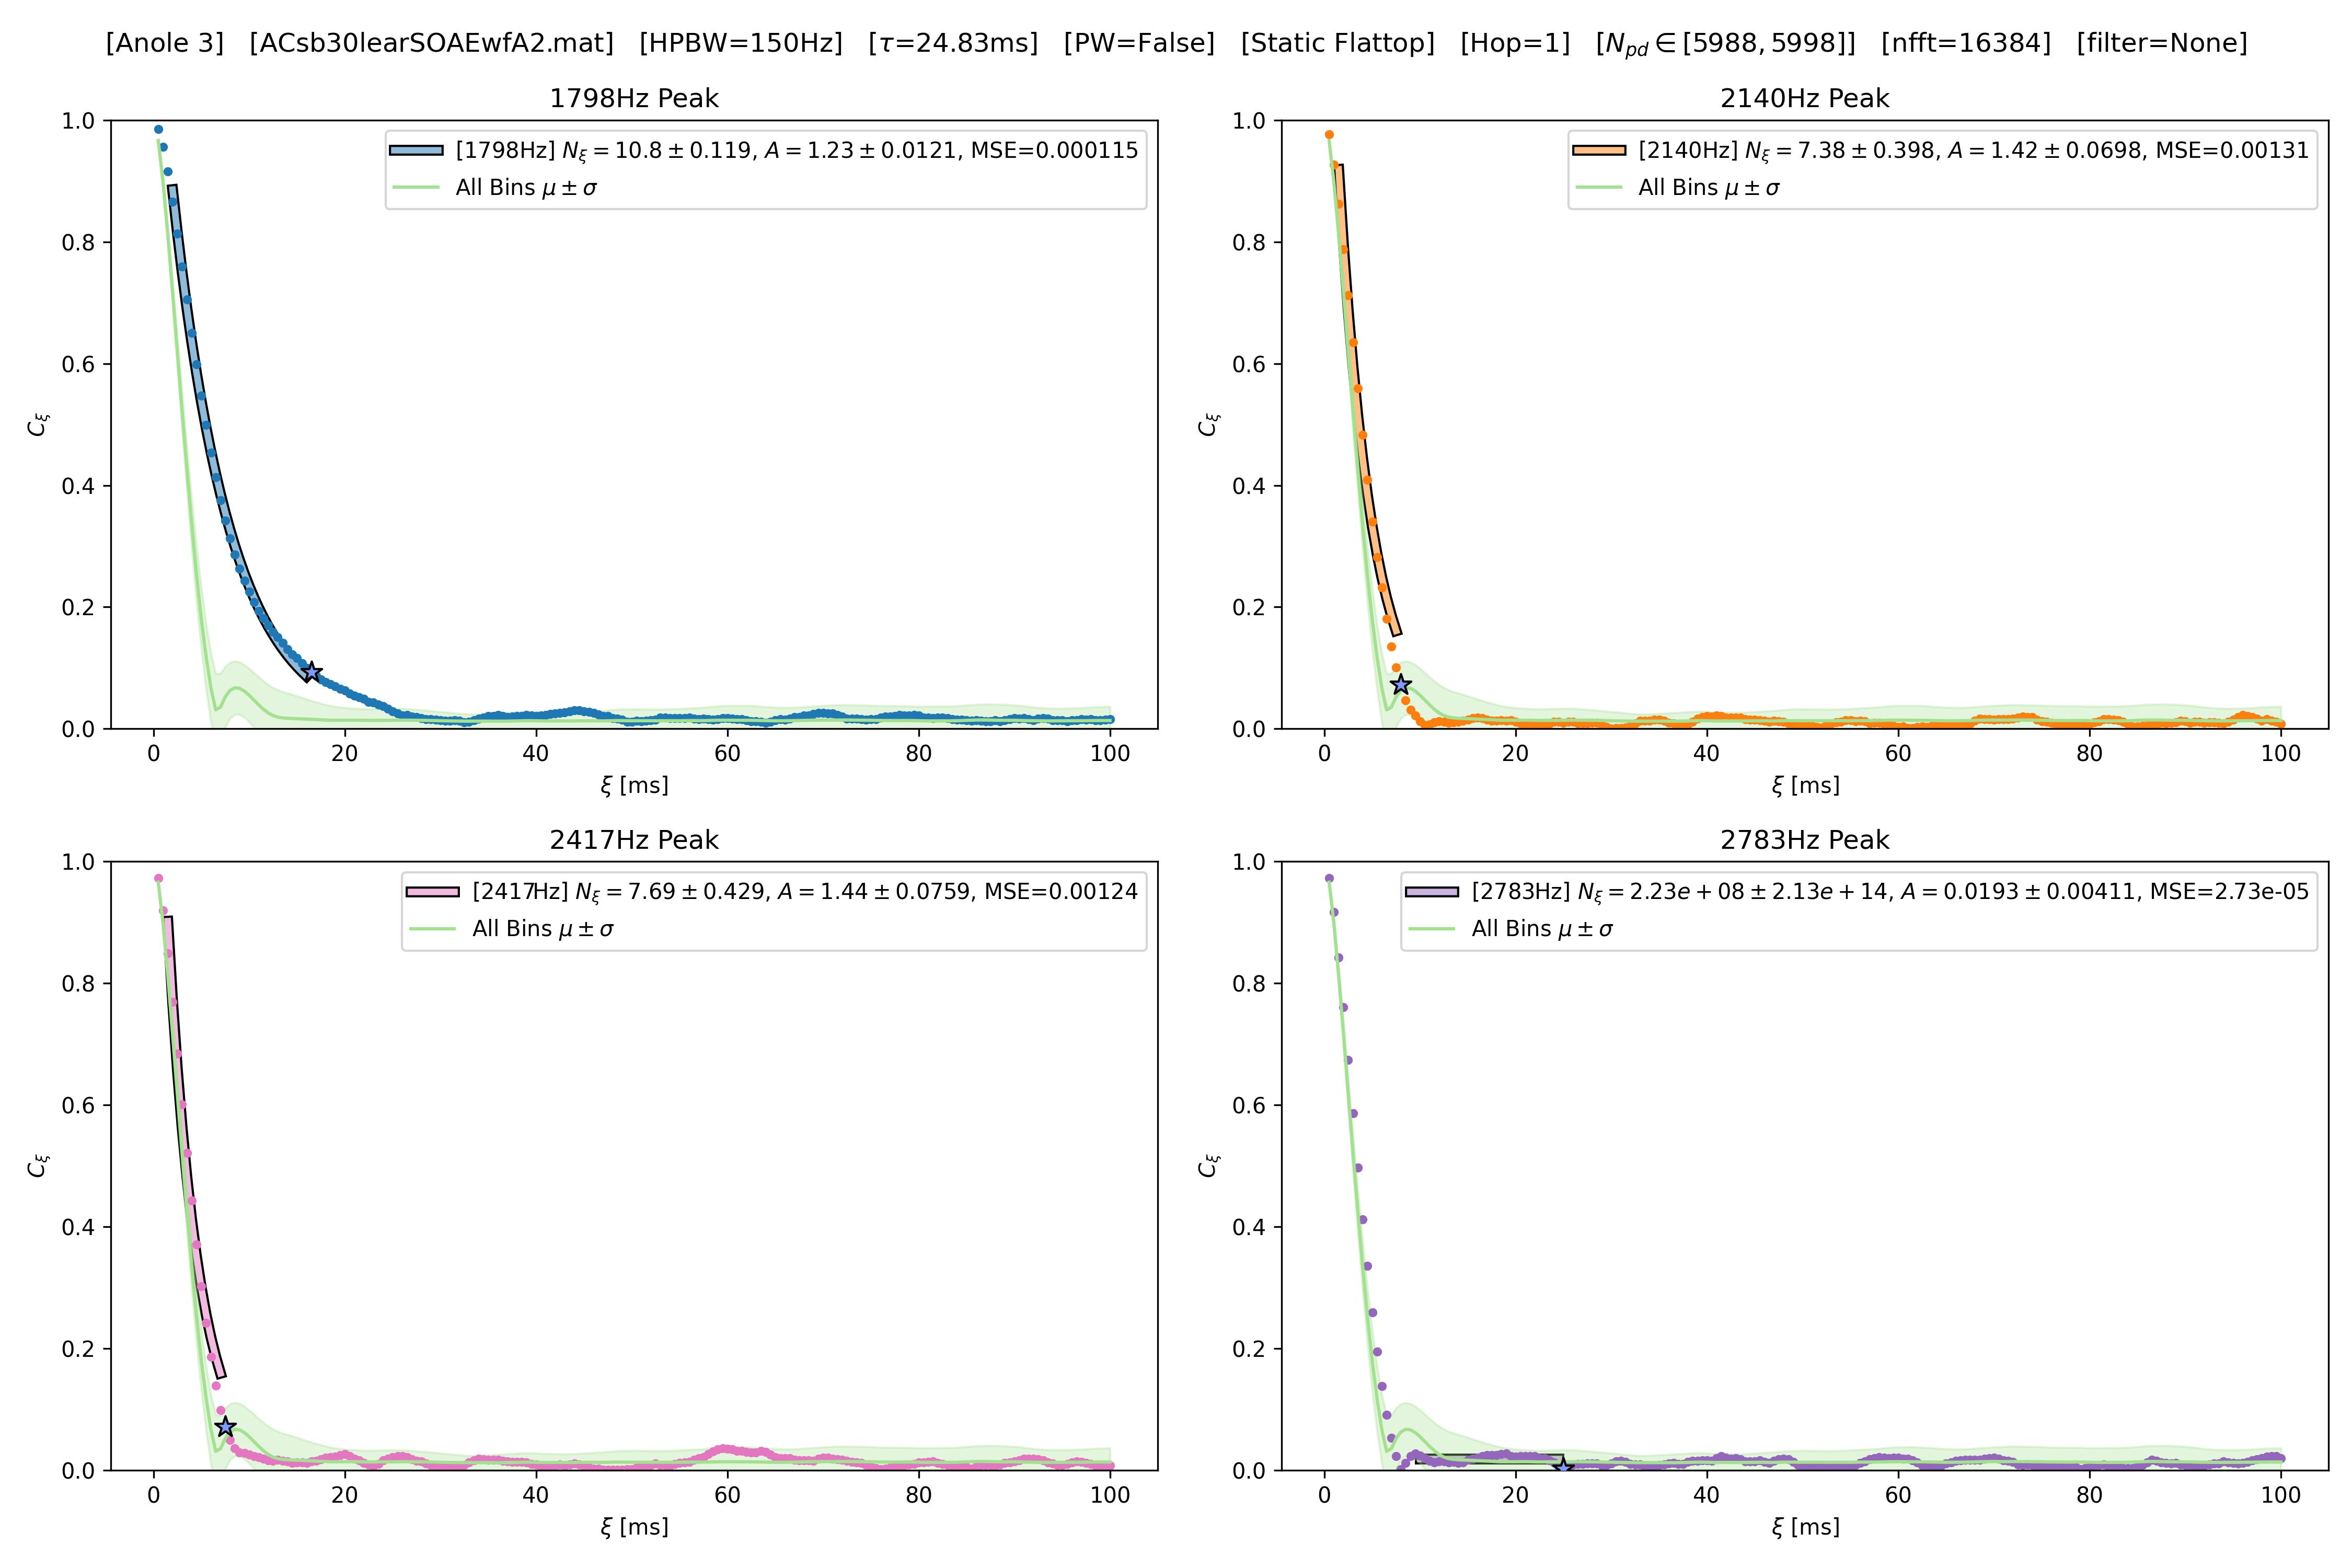 [Anole 3] [ACsb30learSOAEwfA2.mat] [HPBW=150Hz] [τ=24.83ms] [PW=False] [Static Flattop] [Hop=1] [N_pd ∈ [5988, 5998]] [nfft=16384] [filter=None]
1798Hz Peak
[1798Hz] N_ξ = 10.8 ± 0.119, A = 1.23 ± 0.0121, MSE=0.000115
All Bins μ ± σ
1.0
0.8
0.6
0.4
0.2
0.0
C_ξ
0 20 40 60 80 100
ξ [ms]
2140Hz Peak
[2140Hz] N_ξ = 7.38 ± 0.398, A = 1.42 ± 0.0698, MSE=0.00131
All Bins μ ± σ
1.0
0.8
0.6
0.4
0.2
0.0
C_ξ
0 20 40 60 80 100
ξ [ms]
2417Hz Peak
[2417Hz] N_ξ = 7.69 ± 0.429, A = 1.44 ± 0.0759, MSE=0.00124
All Bins μ ± σ
1.0
0.8
0.6
0.4
0.2
0.0
C_ξ
0 20 40 60 80 100
ξ [ms]
2783Hz Peak
[2783Hz] N_ξ = 2.23e + 08 ± 2.13e + 14, A = 0.0193 ± 0.00411, MSE=2.73e-05
All Bins μ ± σ
1.0
0.8
0.6
0.4
0.2
0.0
C_ξ
0 20 40 60 80 100
ξ [ms]